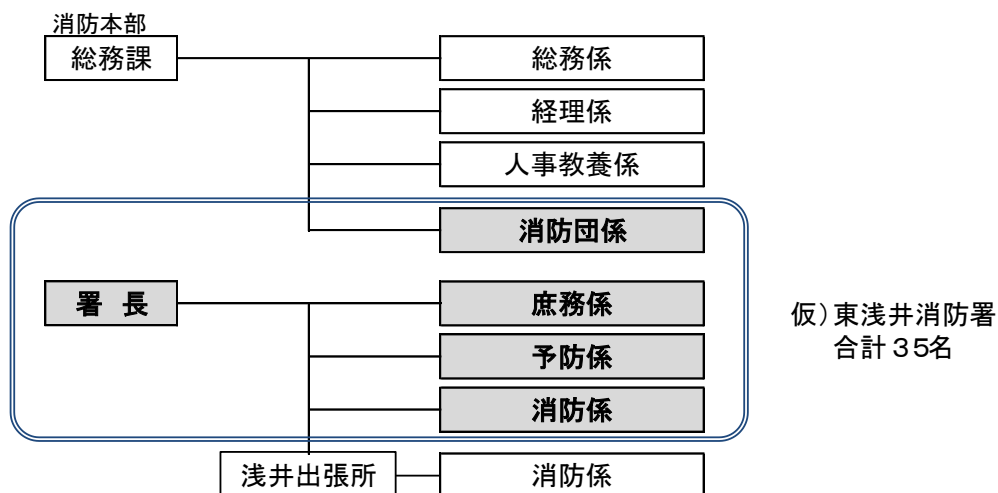 消防本部
総務課
総務係
経理係
人事教養係
消防団係
署 長
庶務係
予防係
消防係
仮)東浅井消防署
合計35名
浅井出張所
消防係